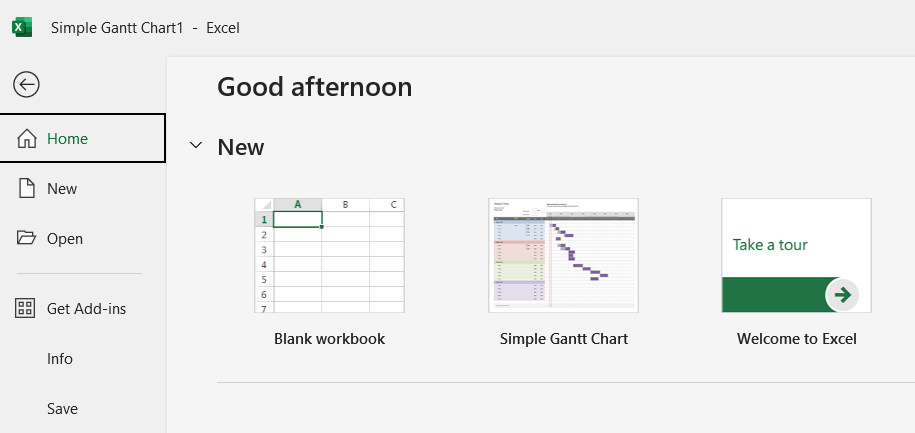 Simple Gantt Chart1 - Excel
Good afternoon
Home
New
New
Open
Get Add-ins
Info
Save
A B C
1
2
3
4
5
6
7
Take a tour
Blank workbook
Simple Gantt Chart
Welcome to Excel